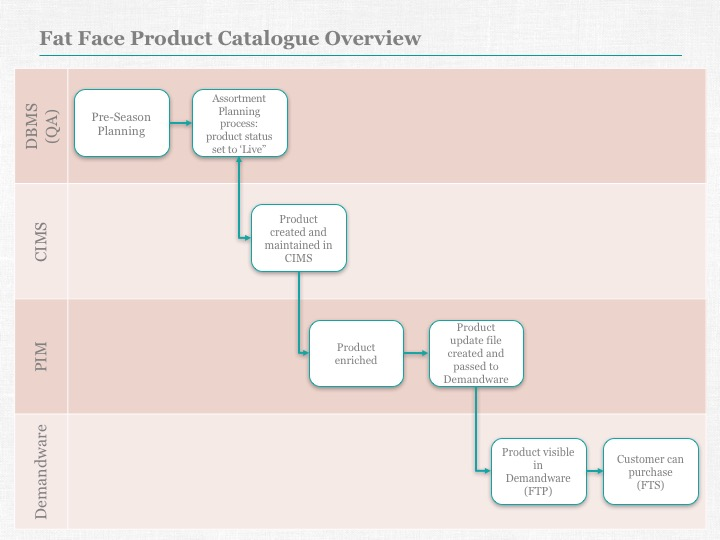 Fat Face Product Catalogue Overview
DBMS
(QA)
Pre-Season
Planning
Assortment
Planning
process:
product status
set to ‘Live”
CIMS
Product
created and
maintained in
CIMS
PIM
Product
enriched
Product
update file
created and
passed to
Demandware
Demandware
Product visible
in
Demandware
(FTP)
Customer can
purchase
(FTS)